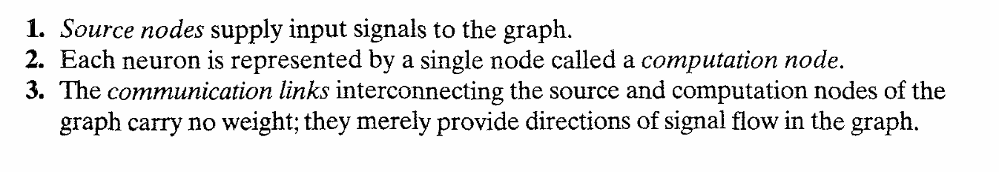 1. Source nodes supply input signals to the graph.
2. Each neuron is represented by a single node called a computation node.
3. The communication links interconnecting the source and computation nodes of the
graph carry no weight; they merely provide directions of signal flow in the graph.